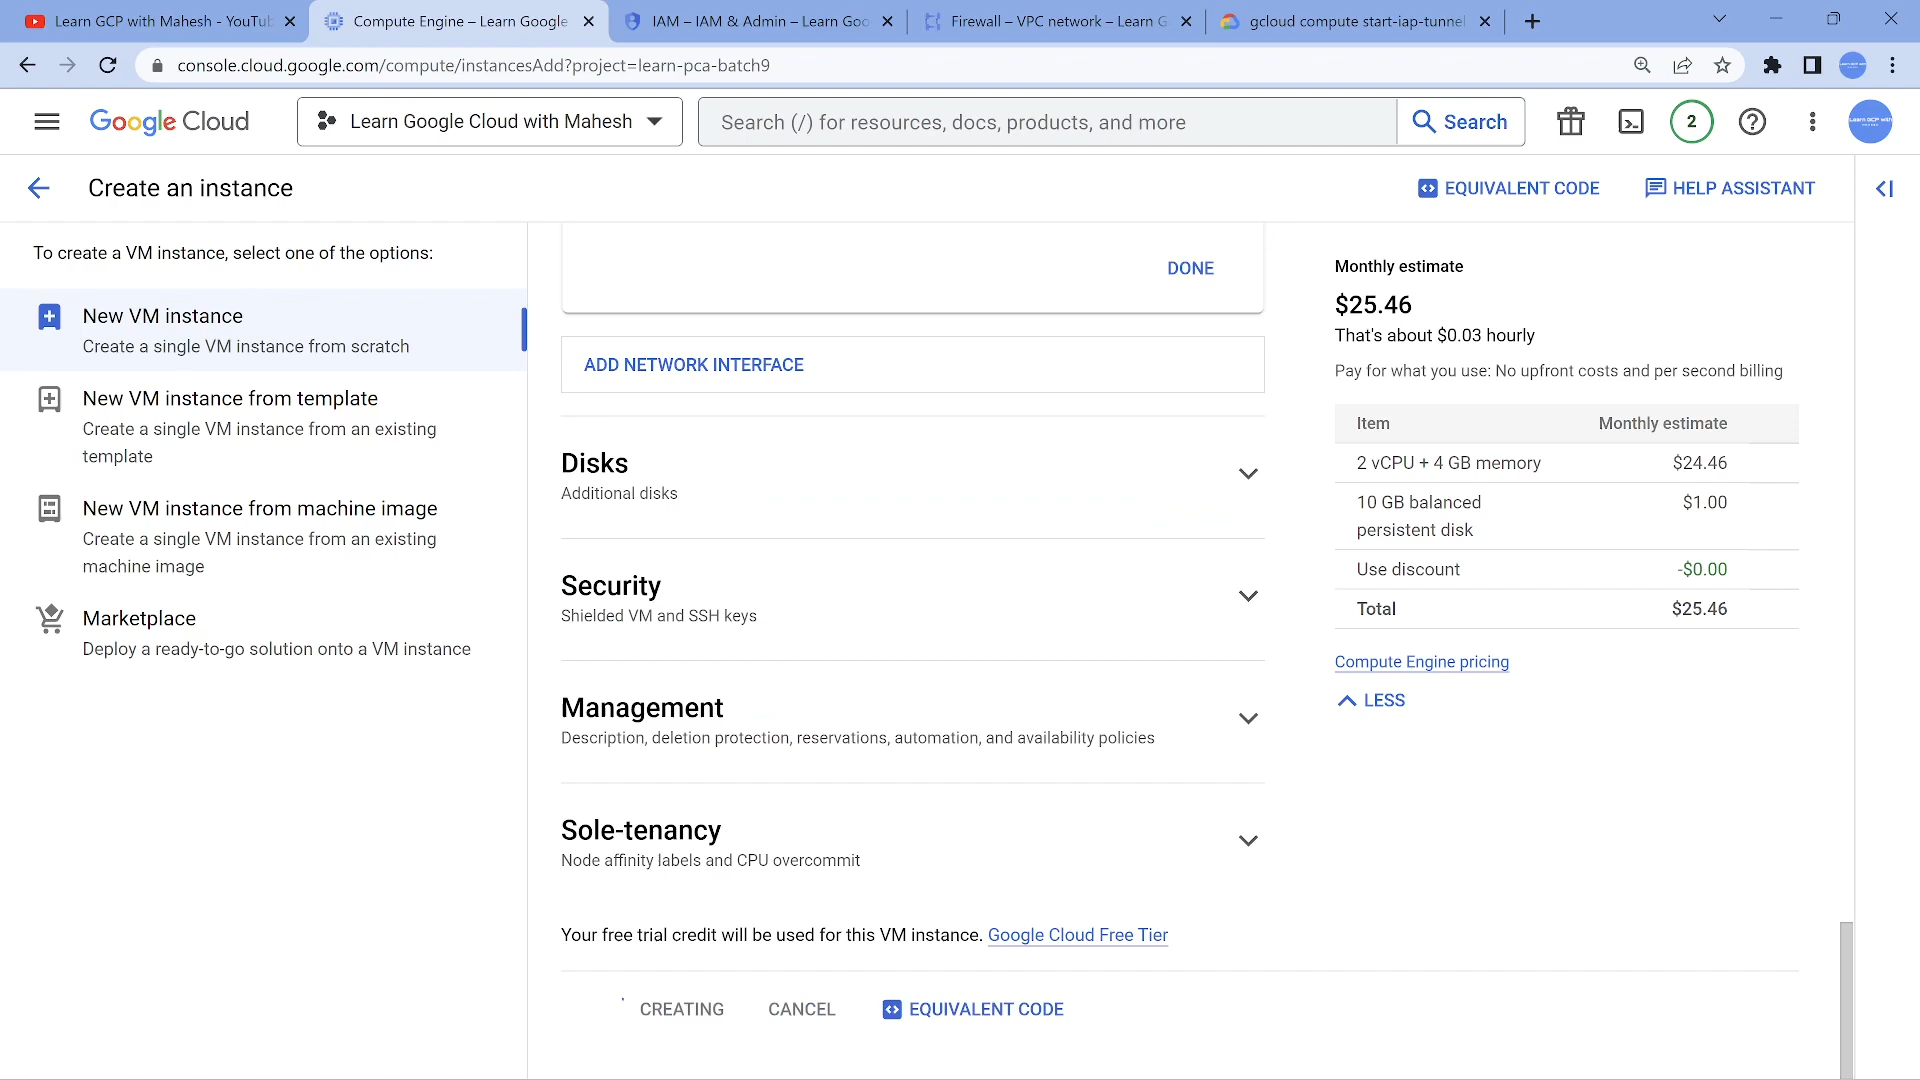 Learn GCP with Mahesh - YouTub
Compute Engine – Learn Google
IAM – IAM & Admin – Learn Goo
Firewall – VPC network – Learn G
gcloud compute start-iap-tunnel
console.cloud.google.com/compute/instancesAdd?project=learn-pca-batch9
Google Cloud
Learn Google Cloud with Mahesh
Search (/) for resources, docs, products, and more
Search
2
Create an instance
EQUIVALENT CODE
HELP ASSISTANT
To create a VM instance, select one of the options:
New VM instance
Create a single VM instance from scratch
New VM instance from template
Create a single VM instance from an existing
template
New VM instance from machine image
Create a single VM instance from an existing
machine image
Marketplace
Deploy a ready-to-go solution onto a VM instance
DONE
ADD NETWORK INTERFACE
Disks
Additional disks
Security
Shielded VM and SSH keys
Management
Description, deletion protection, reservations, automation, and availability policies
Sole-tenancy
Node affinity labels and CPU overcommit
Your free trial credit will be used for this VM instance. Google Cloud Free Tier
CREATING
CANCEL
EQUIVALENT CODE
Monthly estimate
$25.46
That's about $0.03 hourly
Pay for what you use: No upfront costs and per second billing
Item Monthly estimate
2 vCPU + 4 GB memory $24.46
10 GB balanced $1.00
persistent disk
Use discount -$0.00
Total $25.46
Compute Engine pricing
LESS